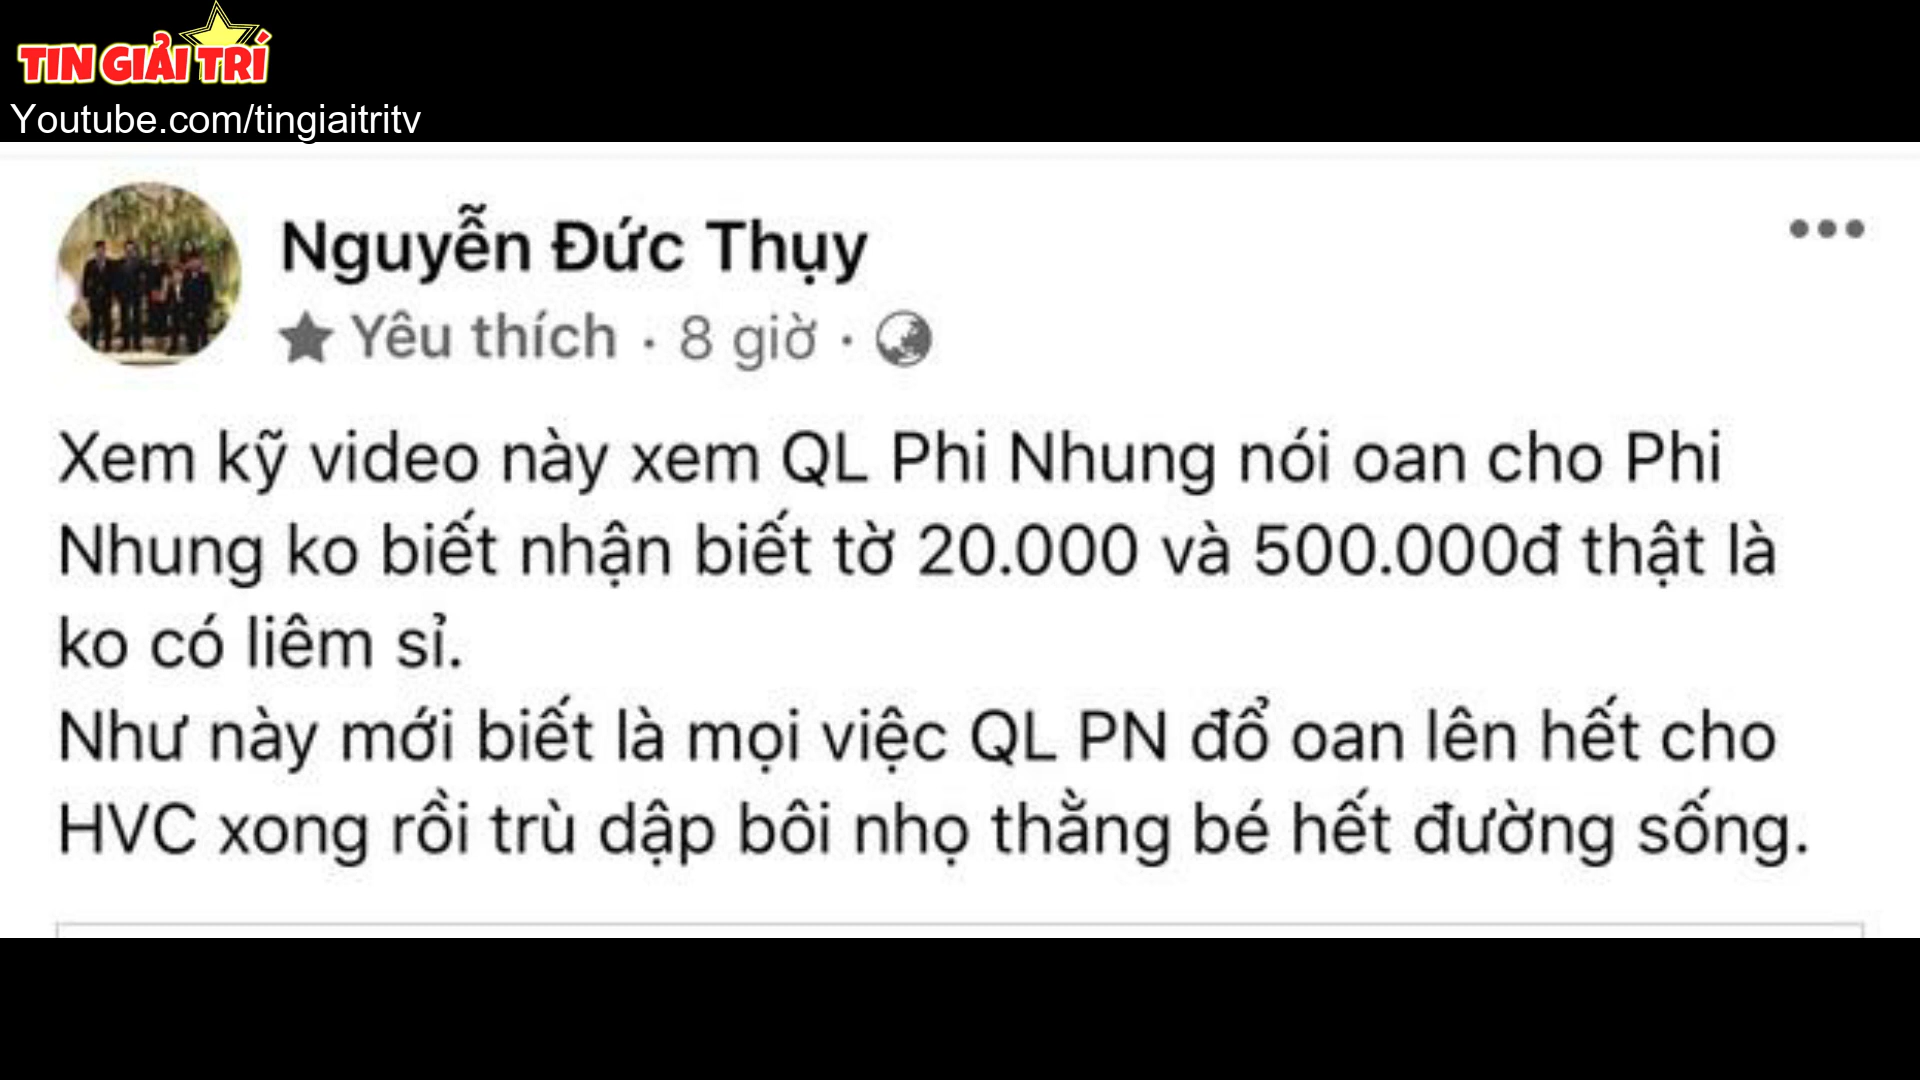 TIN GIẢI TRÍ
Youtube.com/tingiaitritv
Nguyễn Đức Thụy
Yêu thích · 8 giờ ·
Xem kỹ video này xem QL Phi Nhung nói oan cho Phi
Nhung ko biết nhận biết tờ 20.000 và 500.000đ thật là
ko có liêm sỉ.
Như này mới biết là mọi việc QL PN đổ oan lên hết cho
HVC xong rồi trù dập bôi nhọ thằng bé hết đường sống.